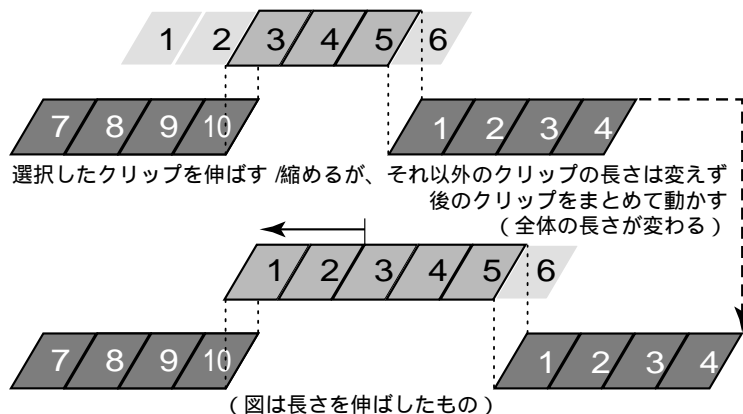 1 2 3 4 5 6
7 8 9 10 1 2 3 4
選択したクリップを伸ばす/縮めるが、それ以外のクリップの長さは変えず
後のクリップをまとめて動かす
(全体の長さが変わる)
1 2 3 4 5 6
7 8 9 10 1 2 3 4
(図は長さを伸ばしたもの)